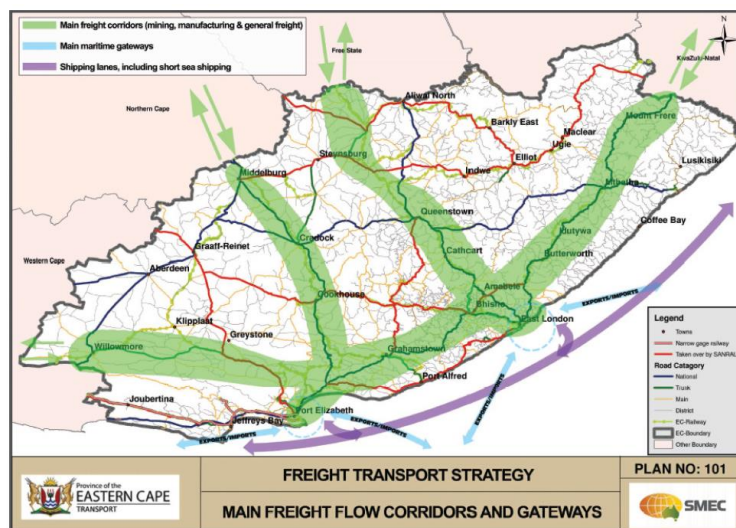 Main freight corridors (mining, manufacturing & general freight)
Main maritime gateways
Shipping lanes, including short sea shipping
Free State
KwaZulu-Natal
Northern Cape
Western Cape
Aliwal North
Mount Frere
Barkly East
Maclear
Ugie
Steynsburg
Elliot
Lusikisiki
Middelburg
Indwe
Mthatha
Queenstown
Coffee Bay
Cradock
Idutywa
Graaff-Reinet
Cathcart
Butterworth
Aberdeen
Amabele
Cookhouse
Bhisho
East London
EXPORTS/IMPORTS
Klipplaat
Greystone
Willowmore
Grahamstown
Port Alfred
Joubertina
Port Elizabeth
Jeffreys Bay
EXPORTS/IMPORTS
EXPORTS/IMPORTS
EXPORTS/IMPORTS
Legend
Towns
Narrow gage railway
Taken over by SANRAL
Road Catagory
National
Trunk
Main
District
EC-Railway
EC-Boundary
Other Boundary
Province of the
EASTERN CAPE
TRANSPORT
FREIGHT TRANSPORT STRATEGY
MAIN FREIGHT FLOW CORRIDORS AND GATEWAYS
PLAN NO: 101
SMEC